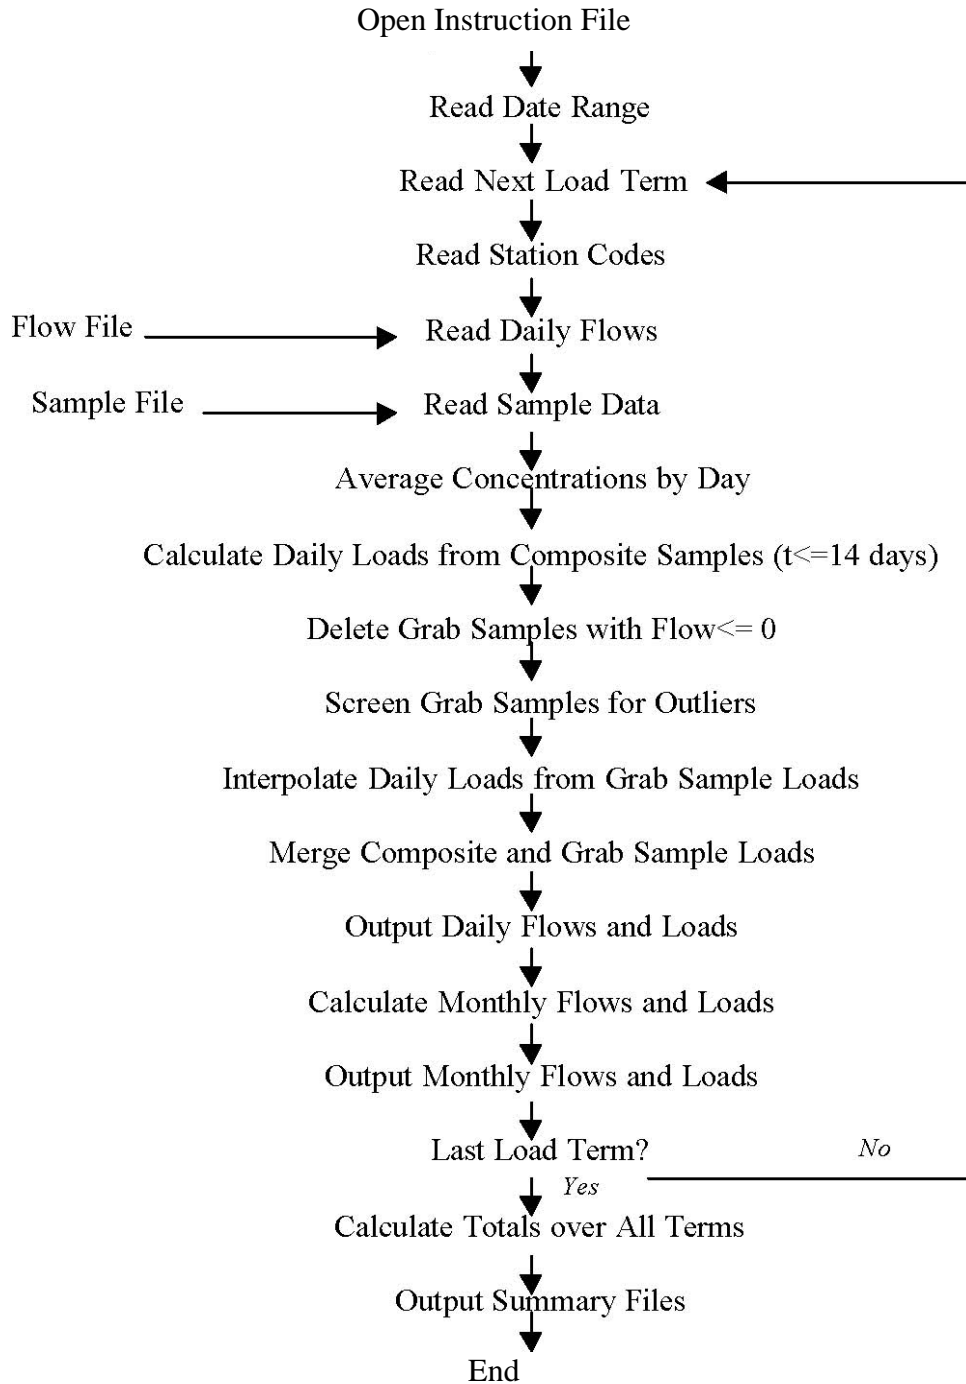 Open Instruction File
Read Date Range
Read Next Load Term
Read Station Codes
Flow File
Read Daily Flows
Sample File
Read Sample Data
Average Concentrations by Day
Calculate Daily Loads from Composite Samples (t<=14 days)
Delete Grab Samples with Flow<= 0
Screen Grab Samples for Outliers
Interpolate Daily Loads from Grab Sample Loads
Merge Composite and Grab Sample Loads
Output Daily Flows and Loads
Calculate Monthly Flows and Loads
Output Monthly Flows and Loads
Last Load Term?
No
Yes
Calculate Totals over All Terms
Output Summary Files
End